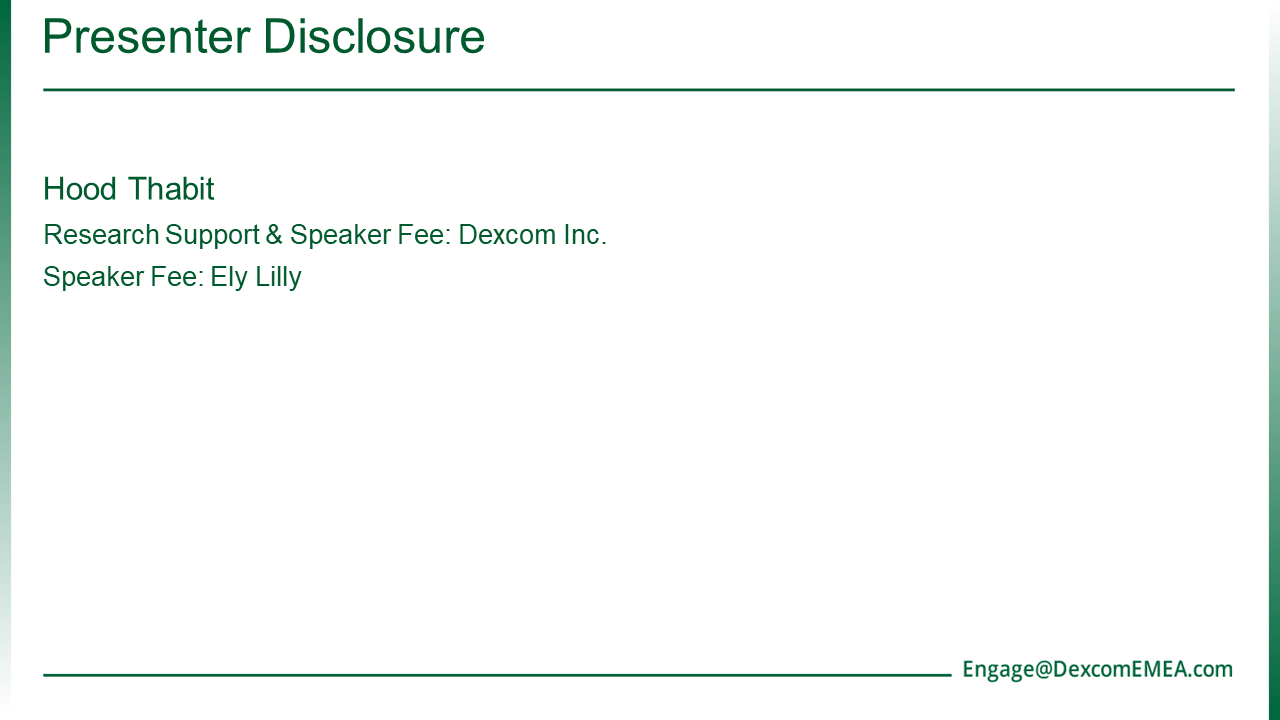 Presenter Disclosure
Hood Thabit
Research Support & Speaker Fee: Dexcom Inc.
Speaker Fee: Ely Lilly
Engage@DexcomEMEA.com